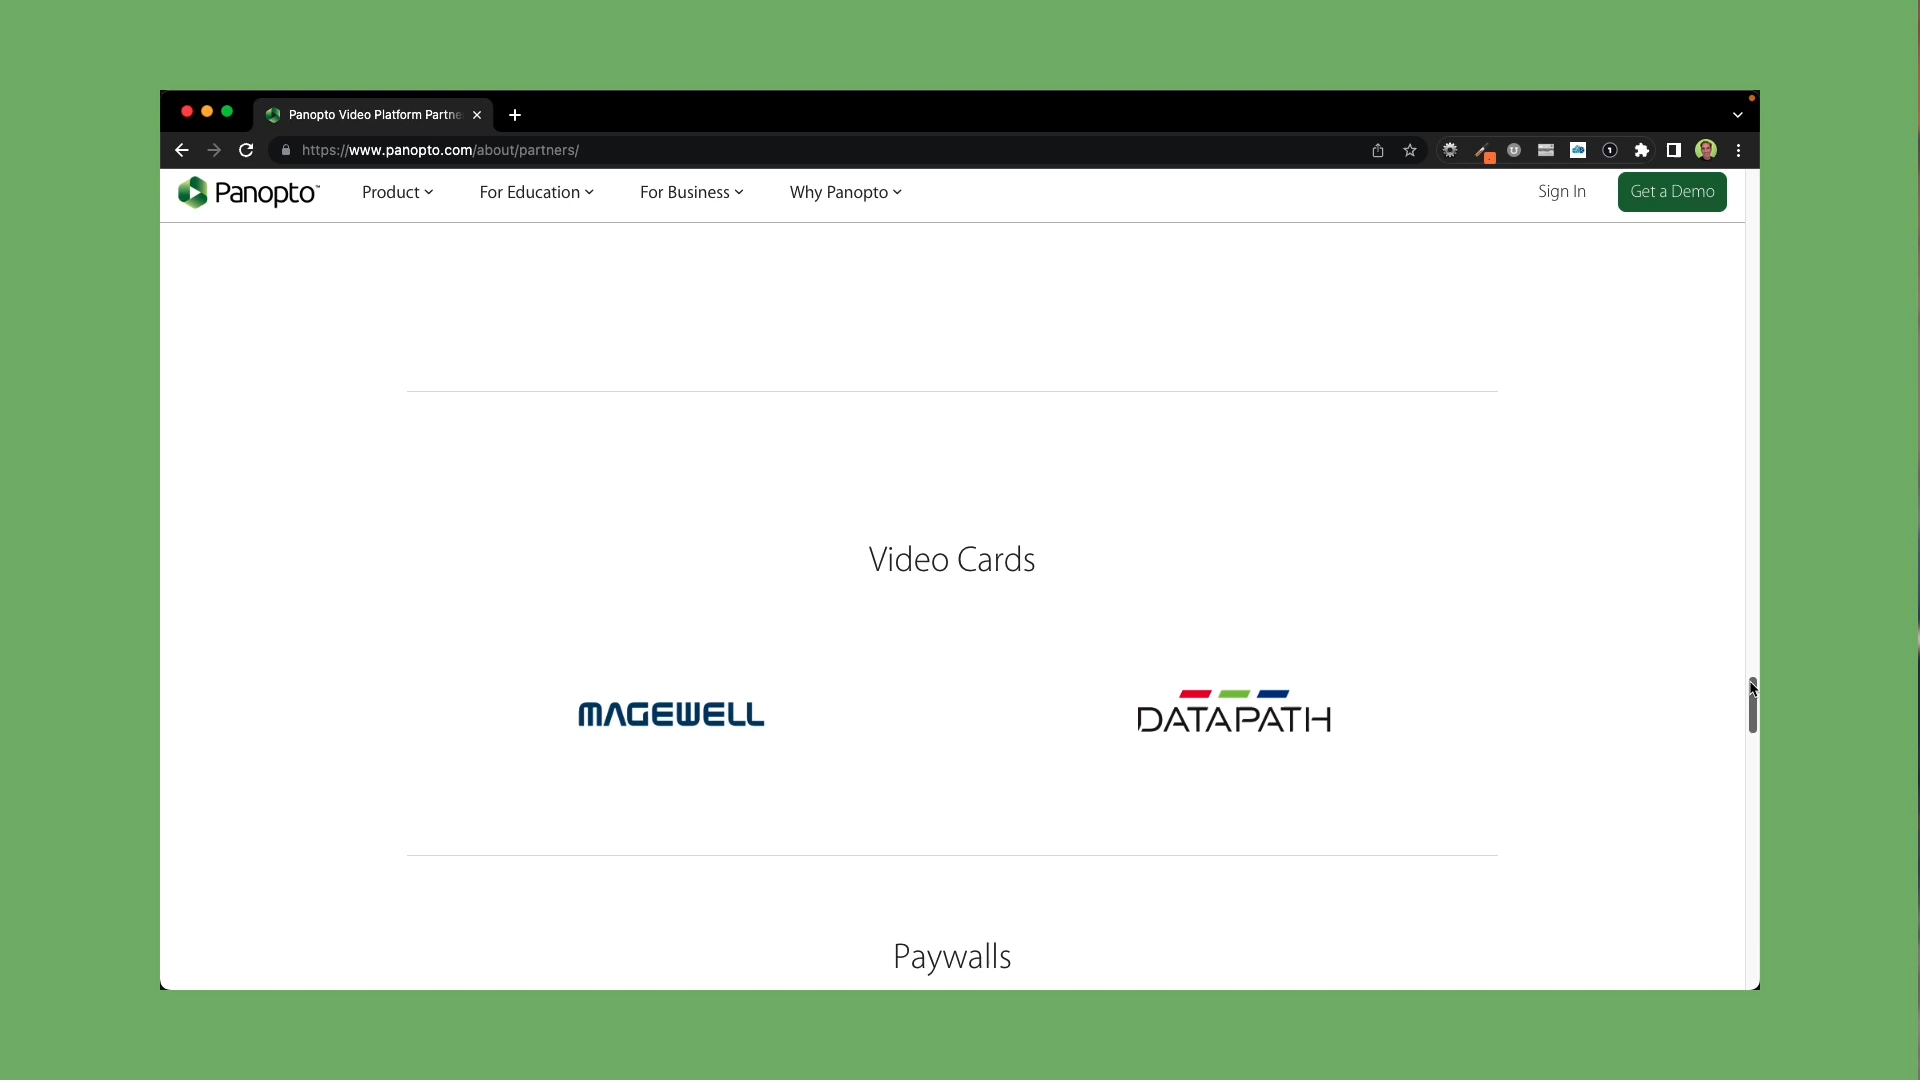 Panopto Video Platform Partne
https://www.panopto.com/about/partners/
Panopto™
Product
For Education
For Business
Why Panopto
Sign In
Get a Demo
Video Cards
MAGEWELL
DATAPATH
Paywalls